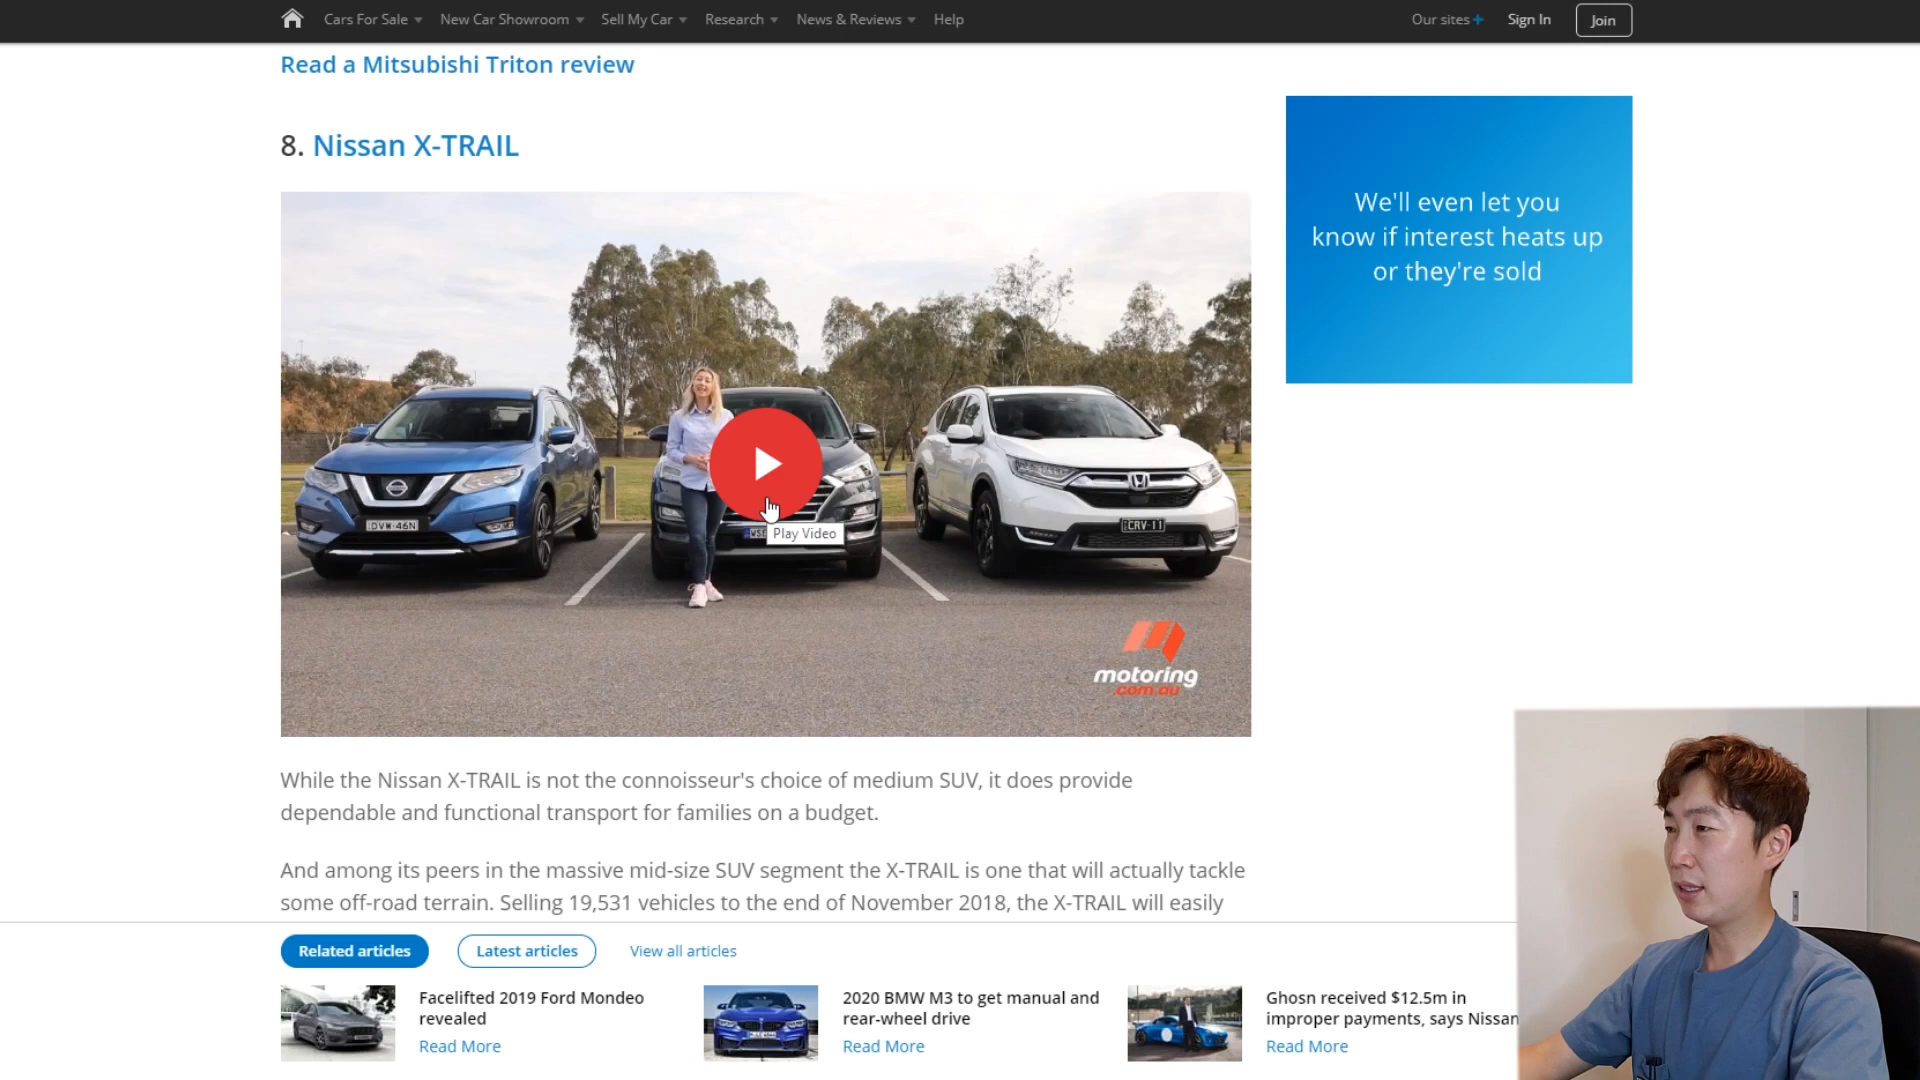 Cars For Sale New Car Showroom Sell My Car Research News & Reviews Help Our sites+ Sign In Join
Read a Mitsubishi Triton review
8. Nissan X-TRAIL
We'll even let you
know if interest heats up
or they're sold
DVW·46N
CRV-11
Play Video
motoring
.com.au
While the Nissan X-TRAIL is not the connoisseur's choice of medium SUV, it does provide
dependable and functional transport for families on a budget.
And among its peers in the massive mid-size SUV segment the X-TRAIL is one that will actually tackle
some off-road terrain. Selling 19,531 vehicles to the end of November 2018, the X-TRAIL will easily
Related articles Latest articles View all articles
Facelifted 2019 Ford Mondeo
revealed
Read More
2020 BMW M3 to get manual and
rear-wheel drive
Read More
Ghosn received $12.5m in
improper payments, says Nissan
Read More